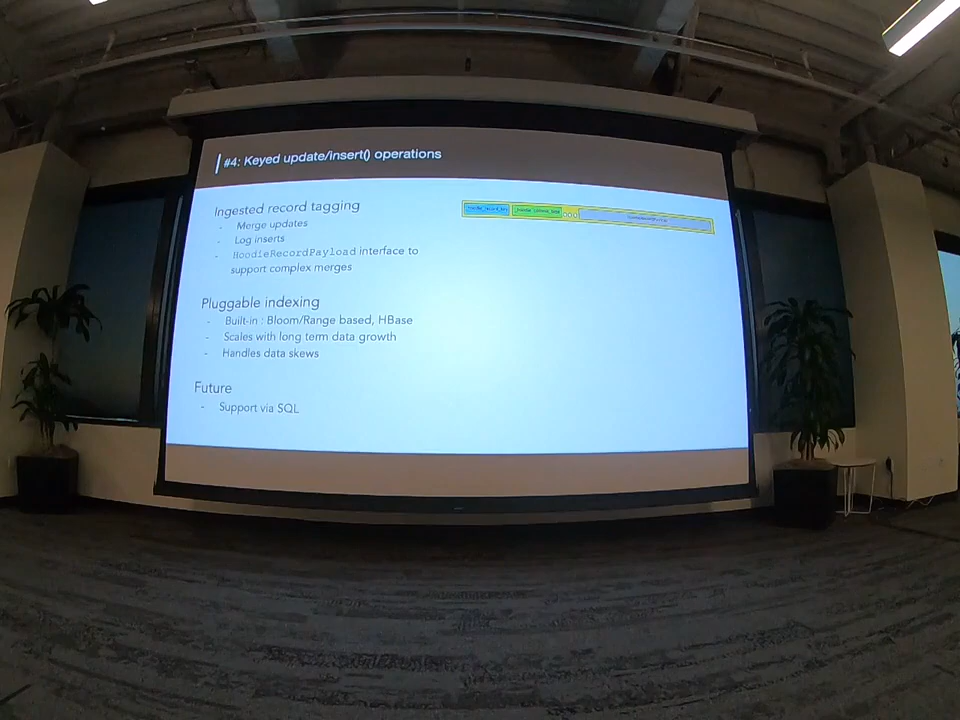 #4: Keyed update/insert() operations
Ingested record tagging
- Merge updates
- Log inserts
- HoodieRecordPayload interface to
support complex merges
Pluggable indexing
- Built-in : Bloom/Range based, HBase
- Scales with long term data growth
- Handles data skews
Future
- Support via SQL